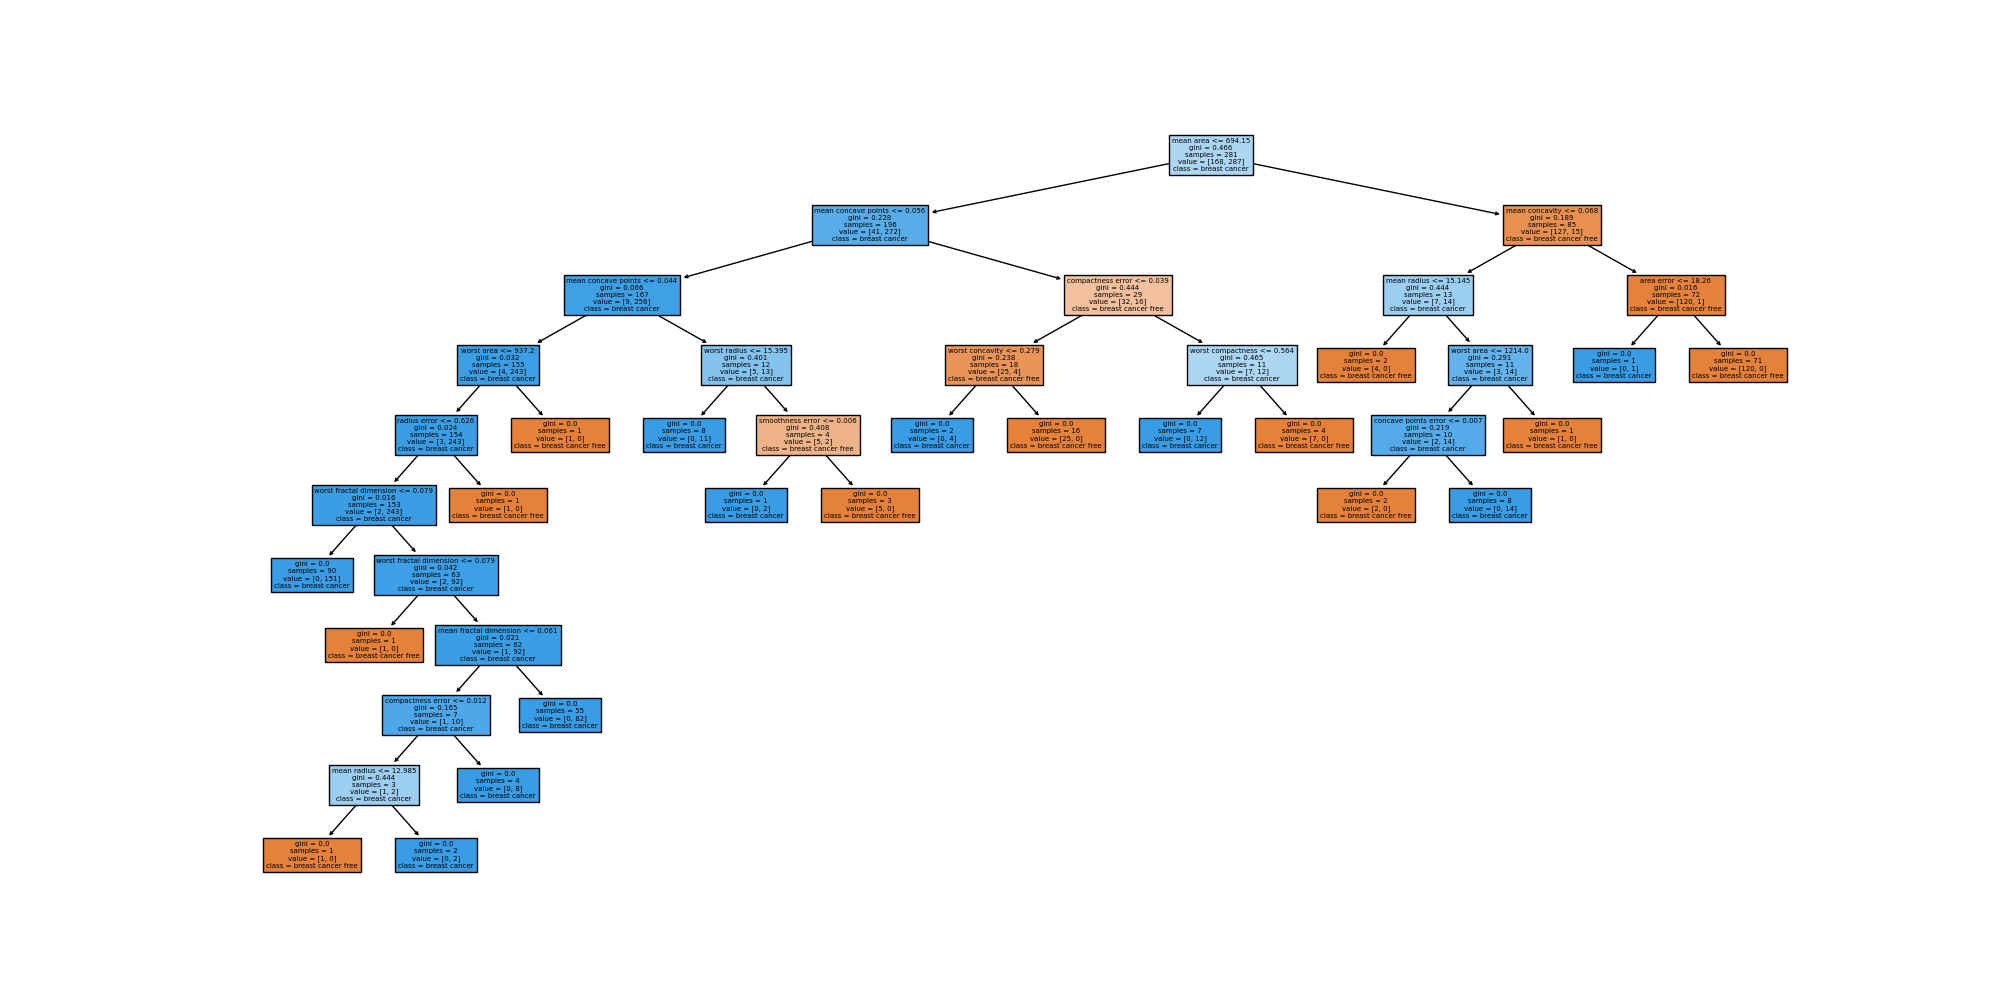 mean area <= 694.15
gini = 0.466
samples = 281
value = [168, 287]
class = breast cancer
mean concave points <= 0.056
gini = 0.228
samples = 196
value = [41, 272]
class = breast cancer
mean concavity <= 0.068
gini = 0.189
samples = 85
value = [127, 15]
class = breast cancer free
mean concave points <= 0.044
gini = 0.066
samples = 167
value = [9, 256]
class = breast cancer
compactness error <= 0.039
gini = 0.444
samples = 29
value = [32, 16]
class = breast cancer free
mean radius <= 15.145
gini = 0.444
samples = 13
value = [7, 14]
class = breast cancer
area error <= 18.26
gini = 0.016
samples = 72
value = [120, 1]
class = breast cancer free
worst area <= 937.2
gini = 0.032
samples = 155
value = [4, 243]
class = breast cancer
worst radius <= 15.395
gini = 0.401
samples = 12
value = [5, 13]
class = breast cancer
worst concavity <= 0.279
gini = 0.238
samples = 18
value = [25, 4]
class = breast cancer free
worst compactness <= 0.564
gini = 0.465
samples = 11
value = [7, 12]
class = breast cancer
gini = 0.0
samples = 2
value = [4, 0]
class = breast cancer free
worst area <= 1214.0
gini = 0.291
samples = 11
value = [3, 14]
class = breast cancer
gini = 0.0
samples = 1
value = [0, 1]
class = breast cancer
gini = 0.0
samples = 71
value = [120, 0]
class = breast cancer free
radius error <= 0.626
gini = 0.024
samples = 154
value = [3, 243]
class = breast cancer
gini = 0.0
samples = 1
value = [1, 0]
class = breast cancer free
gini = 0.0
samples = 8
value = [0, 11]
class = breast cancer
smoothness error <= 0.006
gini = 0.408
samples = 4
value = [5, 2]
class = breast cancer free
gini = 0.0
samples = 2
value = [0, 4]
class = breast cancer
gini = 0.0
samples = 16
value = [25, 0]
class = breast cancer free
gini = 0.0
samples = 7
value = [0, 12]
class = breast cancer
gini = 0.0
samples = 4
value = [7, 0]
class = breast cancer free
concave points error <= 0.007
gini = 0.219
samples = 10
value = [2, 14]
class = breast cancer
gini = 0.0
samples = 1
value = [1, 0]
class = breast cancer free
worst fractal dimension <= 0.079
gini = 0.016
samples = 153
value = [2, 243]
class = breast cancer
gini = 0.0
samples = 1
value = [1, 0]
class = breast cancer free
gini = 0.0
samples = 1
value = [0, 2]
class = breast cancer
gini = 0.0
samples = 3
value = [5, 0]
class = breast cancer free
gini = 0.0
samples = 2
value = [2, 0]
class = breast cancer free
gini = 0.0
samples = 8
value = [0, 14]
class = breast cancer
gini = 0.0
samples = 90
value = [0, 151]
class = breast cancer
worst fractal dimension <= 0.079
gini = 0.042
samples = 63
value = [2, 92]
class = breast cancer
gini = 0.0
samples = 1
value = [1, 0]
class = breast cancer free
mean fractal dimension <= 0.061
gini = 0.021
samples = 62
value = [1, 92]
class = breast cancer
compactness error <= 0.012
gini = 0.165
samples = 7
value = [1, 10]
class = breast cancer
gini = 0.0
samples = 55
value = [0, 82]
class = breast cancer
mean radius <= 12.985
gini = 0.444
samples = 3
value = [1, 2]
class = breast cancer
gini = 0.0
samples = 4
value = [0, 8]
class = breast cancer
gini = 0.0
samples = 1
value = [1, 0]
class = breast cancer free
gini = 0.0
samples = 2
value = [0, 2]
class = breast cancer